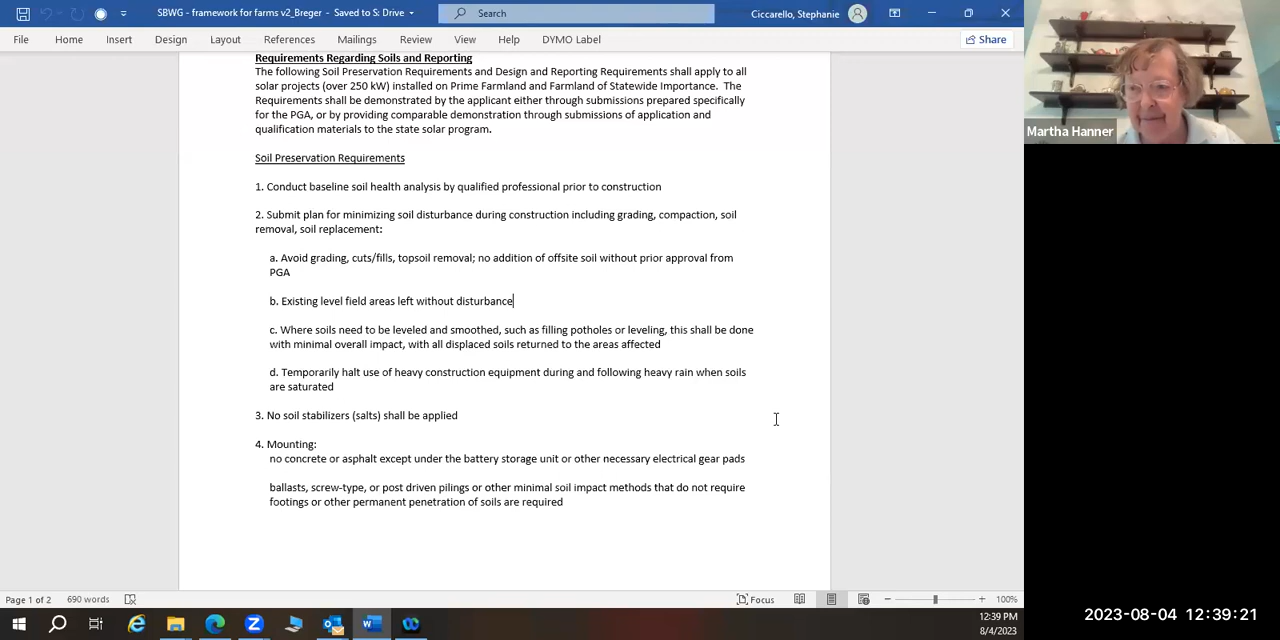 SBWG - framework for farms v2_Breger - Saved to S: Drive
Search
Ciccarello, Stephanie
File Home Insert Design Layout References Mailings Review View Help DYMO Label
Share
Requirements Regarding Soils and Reporting
The following Soil Preservation Requirements and Design and Reporting Requirements shall apply to all
solar projects (over 250 kW) installed on Prime Farmland and Farmland of Statewide Importance. The
Requirements shall be demonstrated by the applicant either through submissions prepared specifically
for the PGA, or by providing comparable demonstration through submissions of application and
qualification materials to the state solar program.
Soil Preservation Requirements
1. Conduct baseline soil health analysis by qualified professional prior to construction
2. Submit plan for minimizing soil disturbance during construction including grading, compaction, soil
removal, soil replacement:
a. Avoid grading, cuts/fills, topsoil removal; no addition of offsite soil without prior approval from
PGA
b. Existing level field areas left without disturbance
c. Where soils need to be leveled and smoothed, such as filling potholes or leveling, this shall be done
with minimal overall impact, with all displaced soils returned to the areas affected
d. Temporarily halt use of heavy construction equipment during and following heavy rain when soils
are saturated
3. No soil stabilizers (salts) shall be applied
4. Mounting:
no concrete or asphalt except under the battery storage unit or other necessary electrical gear pads
ballasts, screw-type, or post driven pilings or other minimal soil impact methods that do not require
footings or other permanent penetration of soils are required
Martha Hanner
Page 1 of 2 690 words
Focus
100%
12:39 PM
8/4/2023
2023-08-04 12:39:21